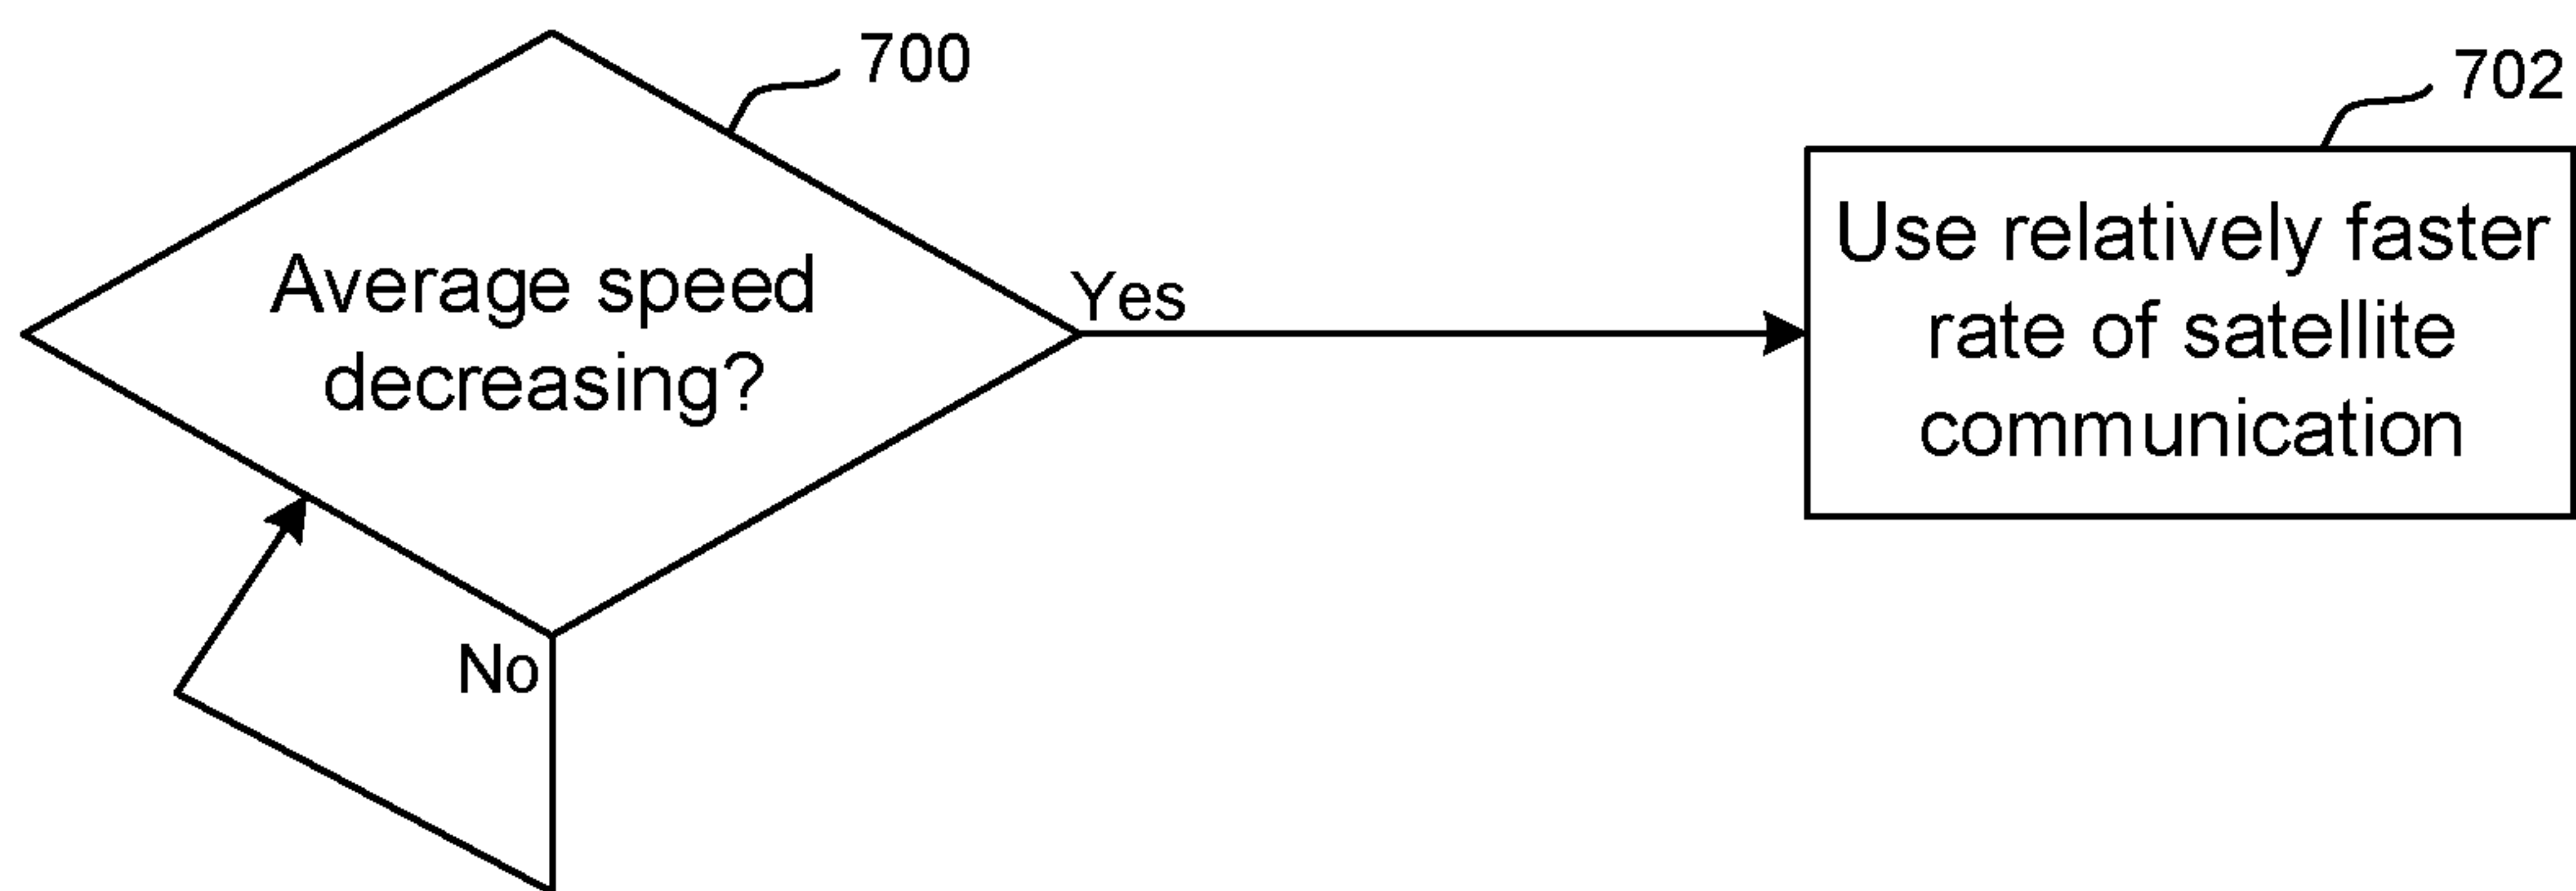 700
702
Average speed
decreasing?
Yes
Use relatively faster
rate of satellite
communication
No